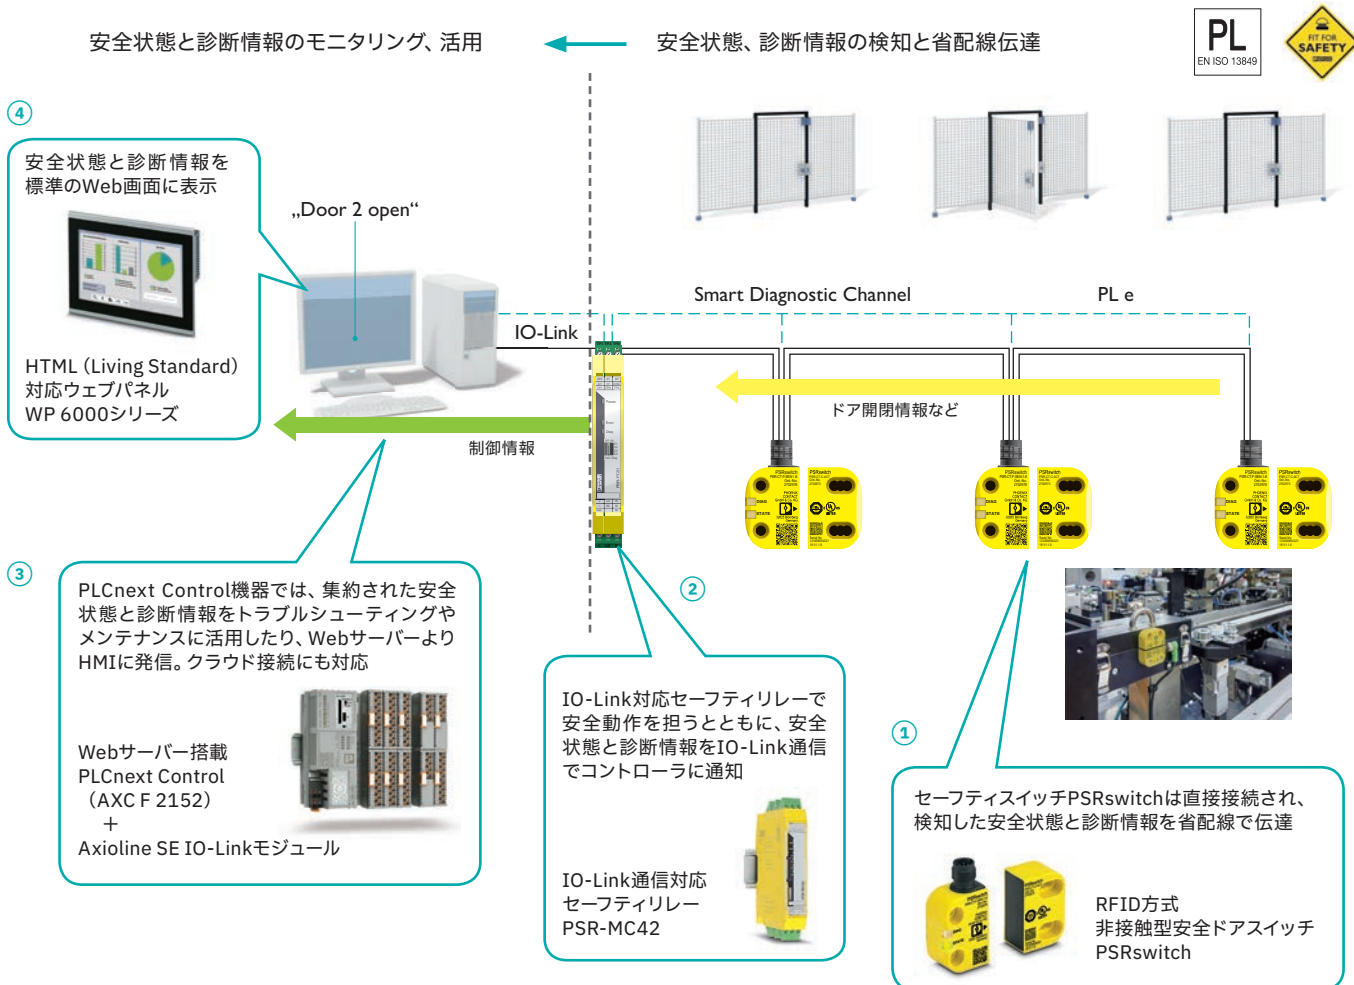 安全状態と診断情報のモニタリング、活用
安全状態、診断情報の検知と省配線伝達
PL
EN ISO 13849
FIT FOR
SAFETY
④
安全状態と診断情報を
標準のWeb画面に表示
HTML（Living Standard）
対応ウェブパネル
WP 6000シリーズ
„Door 2 open“
IO-Link
Smart Diagnostic Channel
PL e
ドア開閉情報など
制御情報
PSRswitch
DIAG
STATE
PHOENIX
CONTACT
PSRswitch
DIAG
STATE
PHOENIX
CONTACT
PSRswitch
DIAG
STATE
PHOENIX
CONTACT
③
PLCnext Control機器では、集約された安全
状態と診断情報をトラブルシューティングや
メンテナンスに活用したり、Webサーバーより
HMIに発信。クラウド接続にも対応
Webサーバー搭載
PLCnext Control
（AXC F 2152）
＋
Axioline SE IO-Linkモジュール
②
IO-Link対応セーフティリレーで
安全動作を担うとともに、安全
状態と診断情報をIO-Link通信
でコントローラに通知
IO-Link通信対応
セーフティリレー
PSR-MC42
①
セーフティスイッチPSRswitchは直接接続され、
検知した安全状態と診断情報を省配線で伝達
RFID方式
非接触型安全ドアスイッチ
PSRswitch